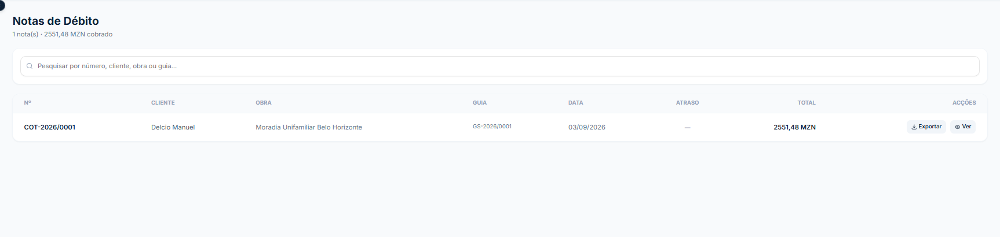 Notas de Débito
1 nota(s) · 2551,48 MZN cobrado
Pesquisar por número, cliente, obra ou guia...
Nº CLIENTE OBRA GUIA DATA ATRASO TOTAL ACÇÕES
COT-2026/0001 Delcio Manuel Moradia Unifamiliar Belo Horizonte GS-2026/0001 03/09/2026 — 2551,48 MZN Exportar Ver